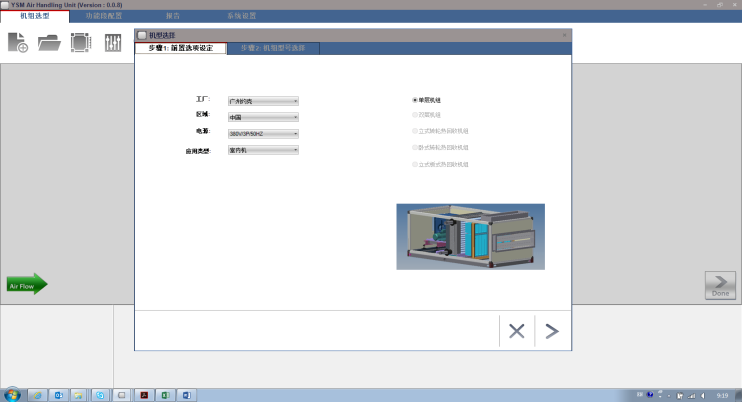 YSM Air Handling Unit (Version : 0.0.8)
机组选型 功能段配置 报告 系统设置
机型选择
步骤1: 前置选项设定 步骤2: 机组型号选择
工厂: 广州约克
区域: 中国
电源: 380V/3P/50HZ
应用类型: 室内机
单层机组
双层机组
立式转轮热回收机组
卧式转轮热回收机组
立式板式热回收机组
Air Flow
Done
9:19